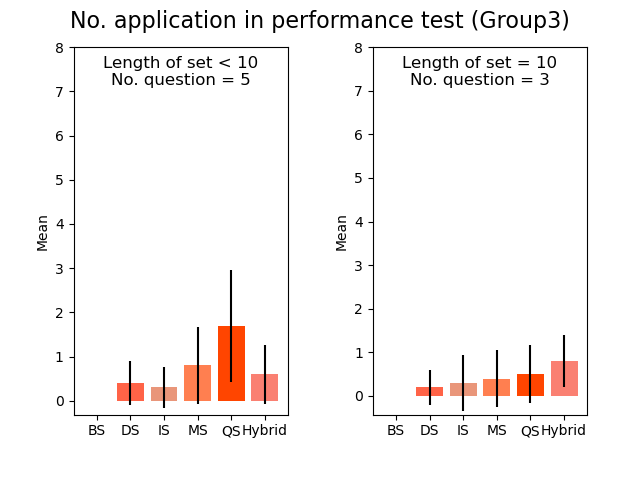 No. application in performance test (Group3)
Length of set < 10
No. question = 5
8
7
6
5
4
3
2
1
0
Mean
BS DS IS MS QS Hybrid
Length of set = 10
No. question = 3
8
7
6
5
4
3
2
1
0
Mean
BS DS IS MS QS Hybrid